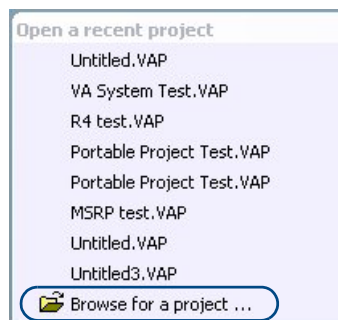 Open a recent project
Untitled.VAP
VA System Test.VAP
R4 test.VAP
Portable Project Test.VAP
Portable Project Test.VAP
MSRP test.VAP
Untitled.VAP
Untitled3.VAP
Browse for a project ...